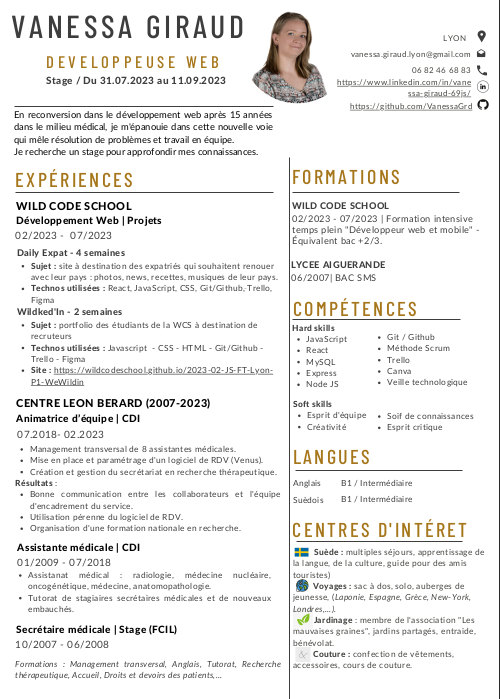 VANESSA GIRAUD
DEVELOPPEUSE WEB
Stage / Du 31.07.2023 au 11.09.2023
LYON
vanessa.giraud.lyon@gmail.com
06 82 46 68 83
https://www.linkedin.com/in/vane
ssa-giraud-69js/
https://github.com/VanessaGrd
En reconversion dans le développement web après 15 années
dans le milieu médical, je m'épanouie dans cette nouvelle voie
qui mêle résolution de problèmes et travail en équipe.
Je recherche un stage pour approfondir mes connaissances.
EXPÉRIENCES
WILD CODE SCHOOL
Développement Web | Projets
02/2023 - 07/2023
Daily Expat - 4 semaines
• Sujet : site à destination des expatriés qui souhaitent renouer
avec leur pays : photos, news, recettes, musiques de leur pays.
• Technos utilisées : React, JavaScript, CSS, Git/Github, Trello,
Figma
Wildked'In - 2 semaines
• Sujet : portfolio des étudiants de la WCS à destination de
recruteurs
• Technos utilisées : Javascript - CSS - HTML - Git/Github -
Trello - Figma
• Site : https://wildcodeschool.github.io/2023-02-JS-FT-Lyon-
P1-WeWildin
CENTRE LEON BERARD (2007-2023)
Animatrice d'équipe | CDI
07.2018- 02.2023
• Management transversal de 8 assistantes médicales.
• Mise en place et paramétrage d'un logiciel de RDV (Venus).
• Création et gestion du secrétariat en recherche thérapeutique.
Résultats :
• Bonne communication entre les collaborateurs et l'équipe
d'encadrement du service.
• Utilisation pérenne du logiciel de RDV.
• Organisation d'une formation nationale en recherche.
Assistante médicale | CDI
01/2009 - 07/2018
• Assistanat médical : radiologie, médecine nucléaire,
oncogénétique, médecine, anatomopathologie.
• Tutorat de stagiaires secrétaires médicales et de nouveaux
embauchés.
Secrétaire médicale | Stage (FCIL)
10/2007 - 06/2008
Formations : Management transversal, Anglais, Tutorat, Recherche
thérapeutique, Accueil, Droits et devoirs des patients,...
FORMATIONS
WILD CODE SCHOOL
02/2023 - 07/2023 | Formation intensive
temps plein "Développeur web et mobile" -
Équivalent bac +2/3.
LYCEE AIGUERANDE
06/2007| BAC SMS
COMPÉTENCES
Hard skills
• JavaScript
• React
• MySQL
• Express
• Node JS
• Git / Github
• Méthode Scrum
• Trello
• Canva
• Veille technologique
Soft skills
• Esprit d'équipe
• Créativité
• Soif de connaissances
• Esprit critique
LANGUES
Anglais B1 / Intermédiaire
Suèdois B1 / Intermédiaire
CENTRES D'INTÉRET
Suède : multiples séjours, apprentissage de
la langue, de la culture, guide pour des amis
touristes)
Voyages : sac à dos, solo, auberges de
jeunesse, (Laponie, Espagne, Grèce, New-York,
Londres,...).
Jardinage : membre de l'association "Les
mauvaises graines", jardins partagés, entraide,
bénévolat.
Couture : confection de vêtements,
accessoires, cours de couture.